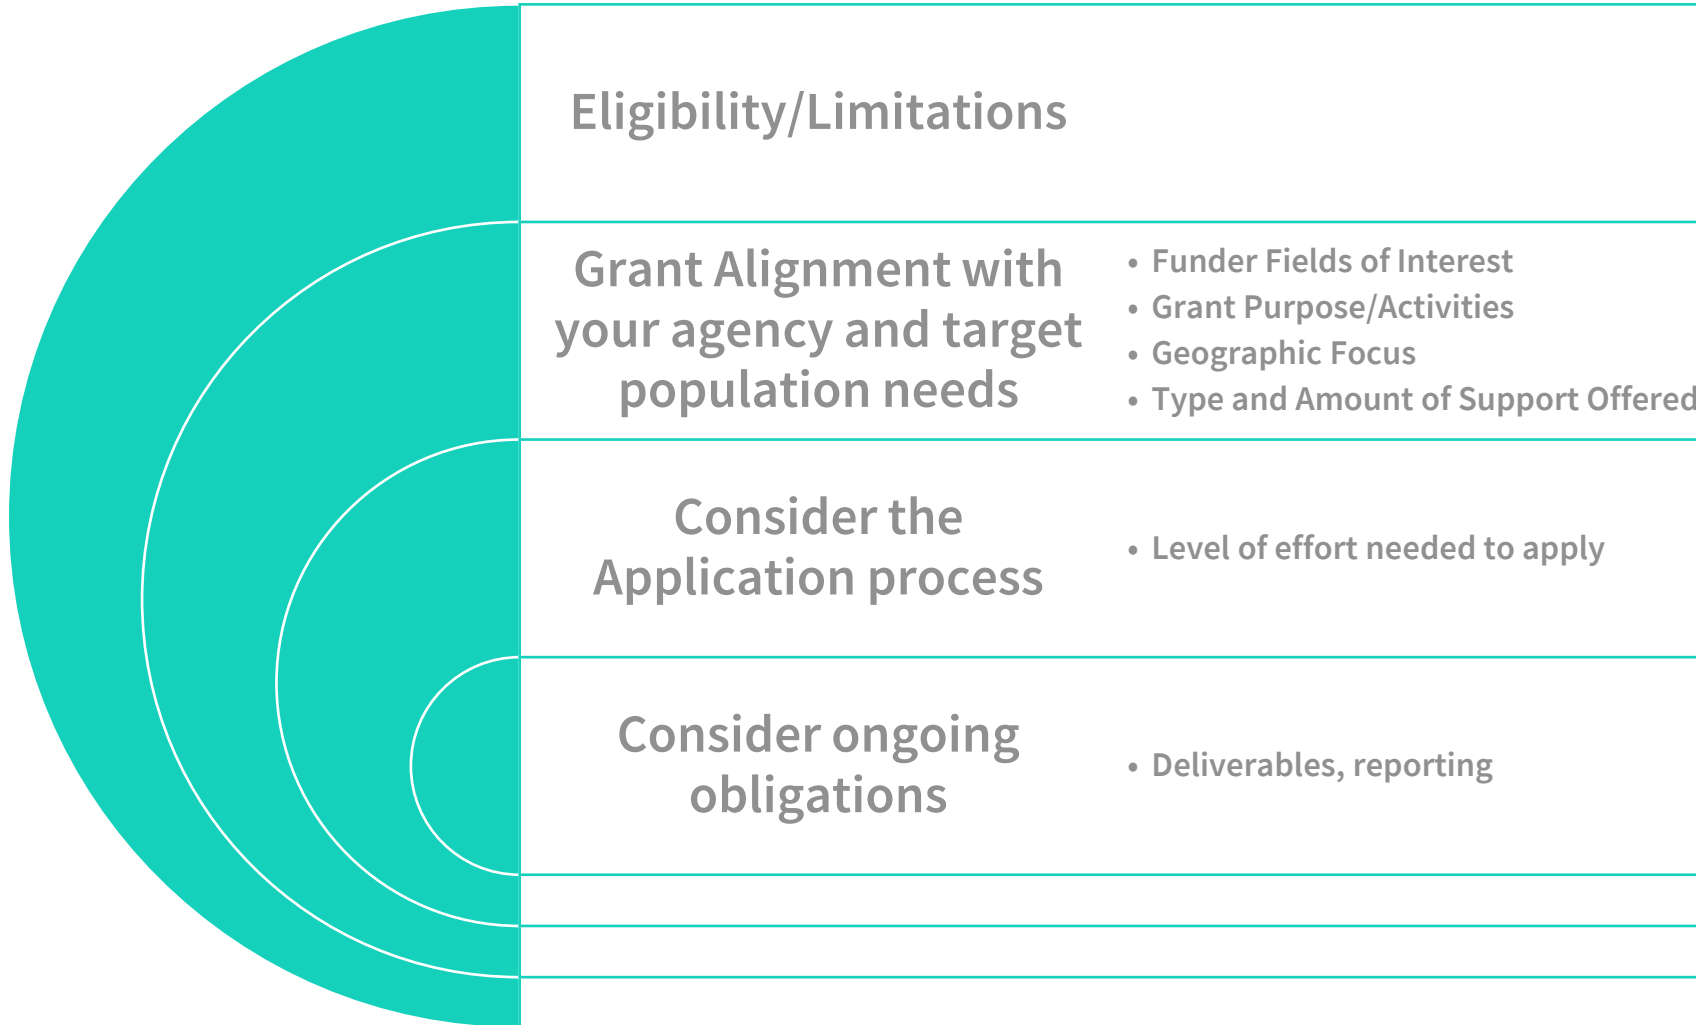 Eligibility/Limitations
Grant Alignment with
your agency and target
population needs
• Funder Fields of Interest
• Grant Purpose/Activities
• Geographic Focus
• Type and Amount of Support Offered
Consider the
Application process
• Level of effort needed to apply
Consider ongoing
obligations
• Deliverables, reporting